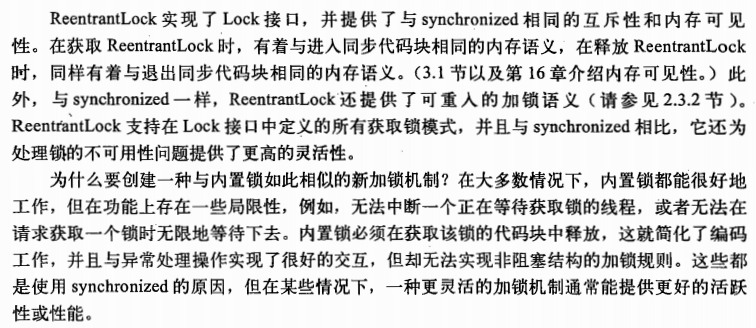 ReentrantLock 实现了 Lock 接口，并提供了与 synchronized 相同的互斥性和内存可见
性。在获取 ReentrantLock 时，有着与进入同步代码块相同的内存语义，在释放 ReentrantLock
时，同样有着与退出同步代码块相同的内存语义。（3.1 节以及第 16 章介绍内存可见性。）此
外，与 synchronized 一样，ReentrantLock 还提供了可重入的加锁语义（请参见 2.3.2 节）。
ReentrantLock 支持在 Lock 接口中定义的所有获取锁模式，并且与 synchronized 相比，它还为
处理锁的不可用性问题提供了更高的灵活性。
为什么要创建一种与内置锁如此相似的新加锁机制？在大多数情况下，内置锁都能很好地
工作，但在功能上存在一些局限性，例如，无法中断一个正在等待获取锁的线程，或者无法在
请求获取一个锁时无限地等待下去。内置锁必须在获取该锁的代码块中释放，这就简化了编码
工作，并且与异常处理操作实现了很好的交互，但却无法实现非阻塞结构的加锁规则。这些都
是使用 synchronized 的原因，但在某些情况下，一种更灵活的加锁机制通常能提供更好的活跃
性或性能。